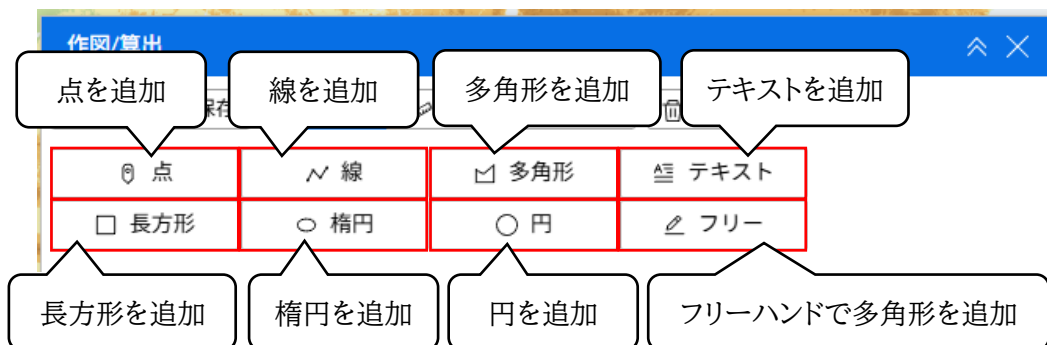 作図/算出
点を追加
線を追加
多角形を追加
テキストを追加
点
線
多角形
テキスト
長方形
楕円
円
フリー
長方形を追加
楕円を追加
円を追加
フリーハンドで多角形を追加